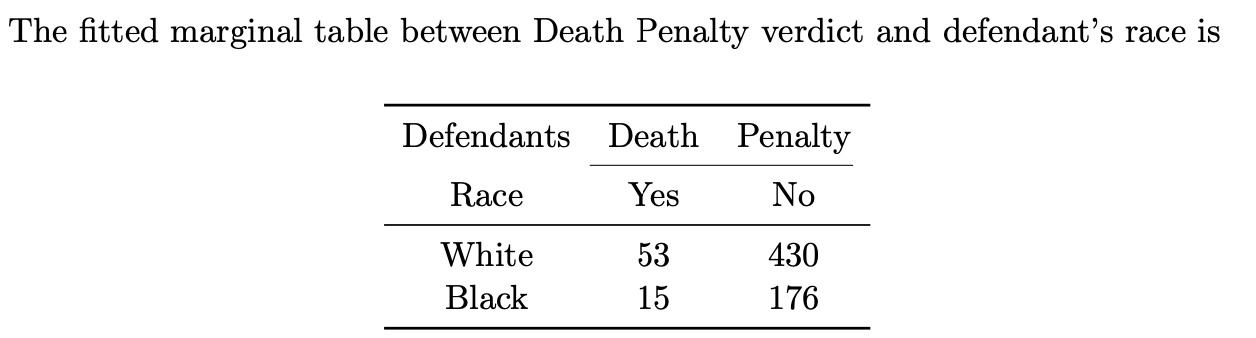 The fitted marginal table between Death Penalty verdict and defendant's race is
Defendants Death Penalty
Race Yes No
White 53 430
Black 15 176